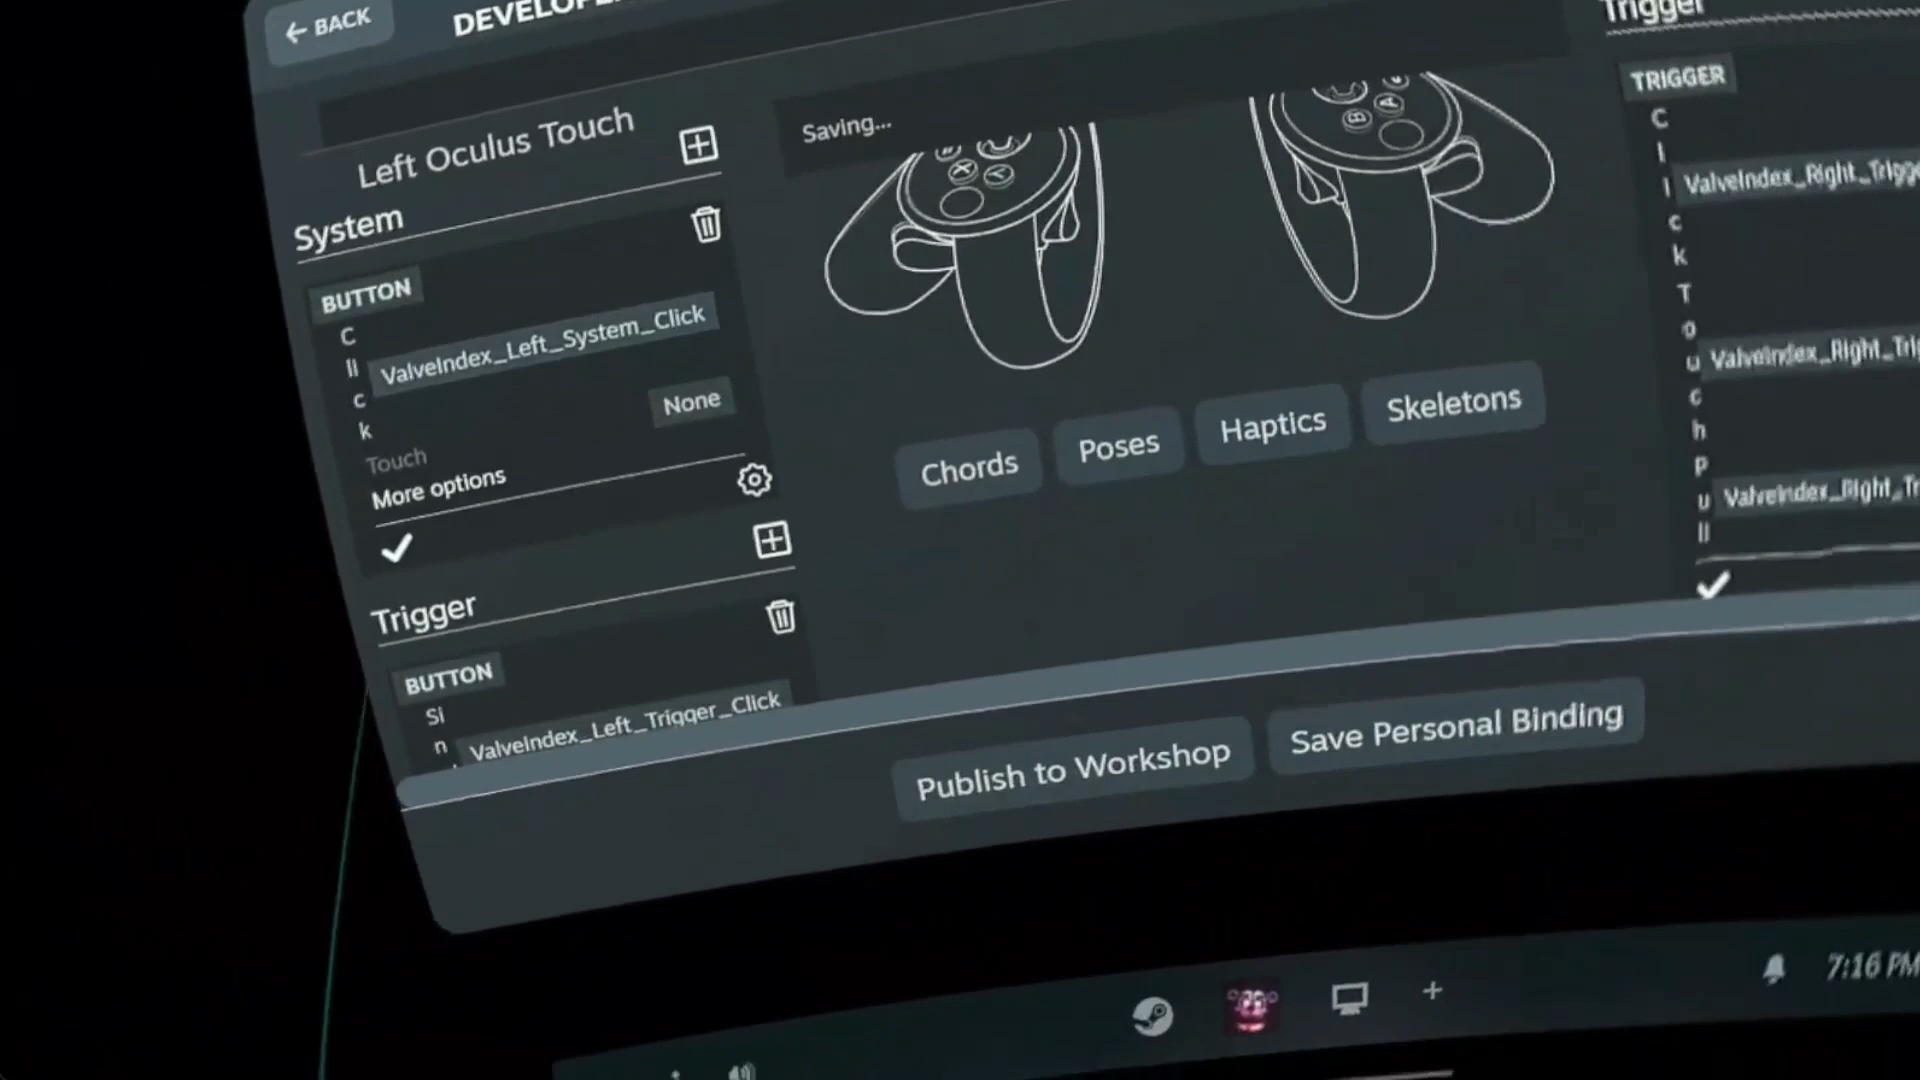 ← BACK
Left Oculus Touch
System
BUTTON
C
li
c
k
ValveIndex_Left_System_Click
None
Touch
More options
Trigger
BUTTON
Si
n
ValveIndex_Left_Trigger_Click
Saving...
X
Y
B
A
Chords
Poses
Haptics
Skeletons
Publish to Workshop
Save Personal Binding
Trigger
TRIGGER
C
l
i
c
k
T
o
u
c
h
p
u
ll
7:16 PM